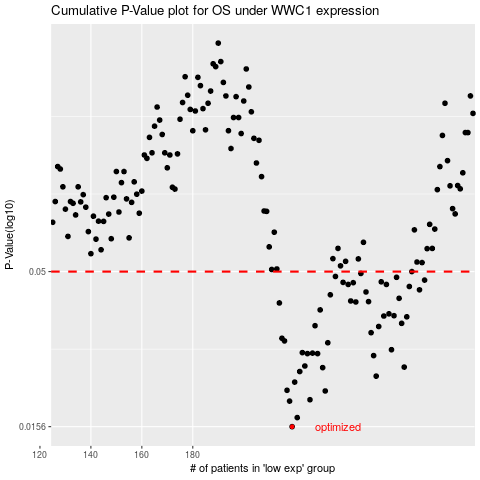 Cumulative P-Value plot for OS under WWC1 expression
P-Value(log10)
0.05
0.0156
optimized
120 140 160 180
# of patients in 'low exp' group